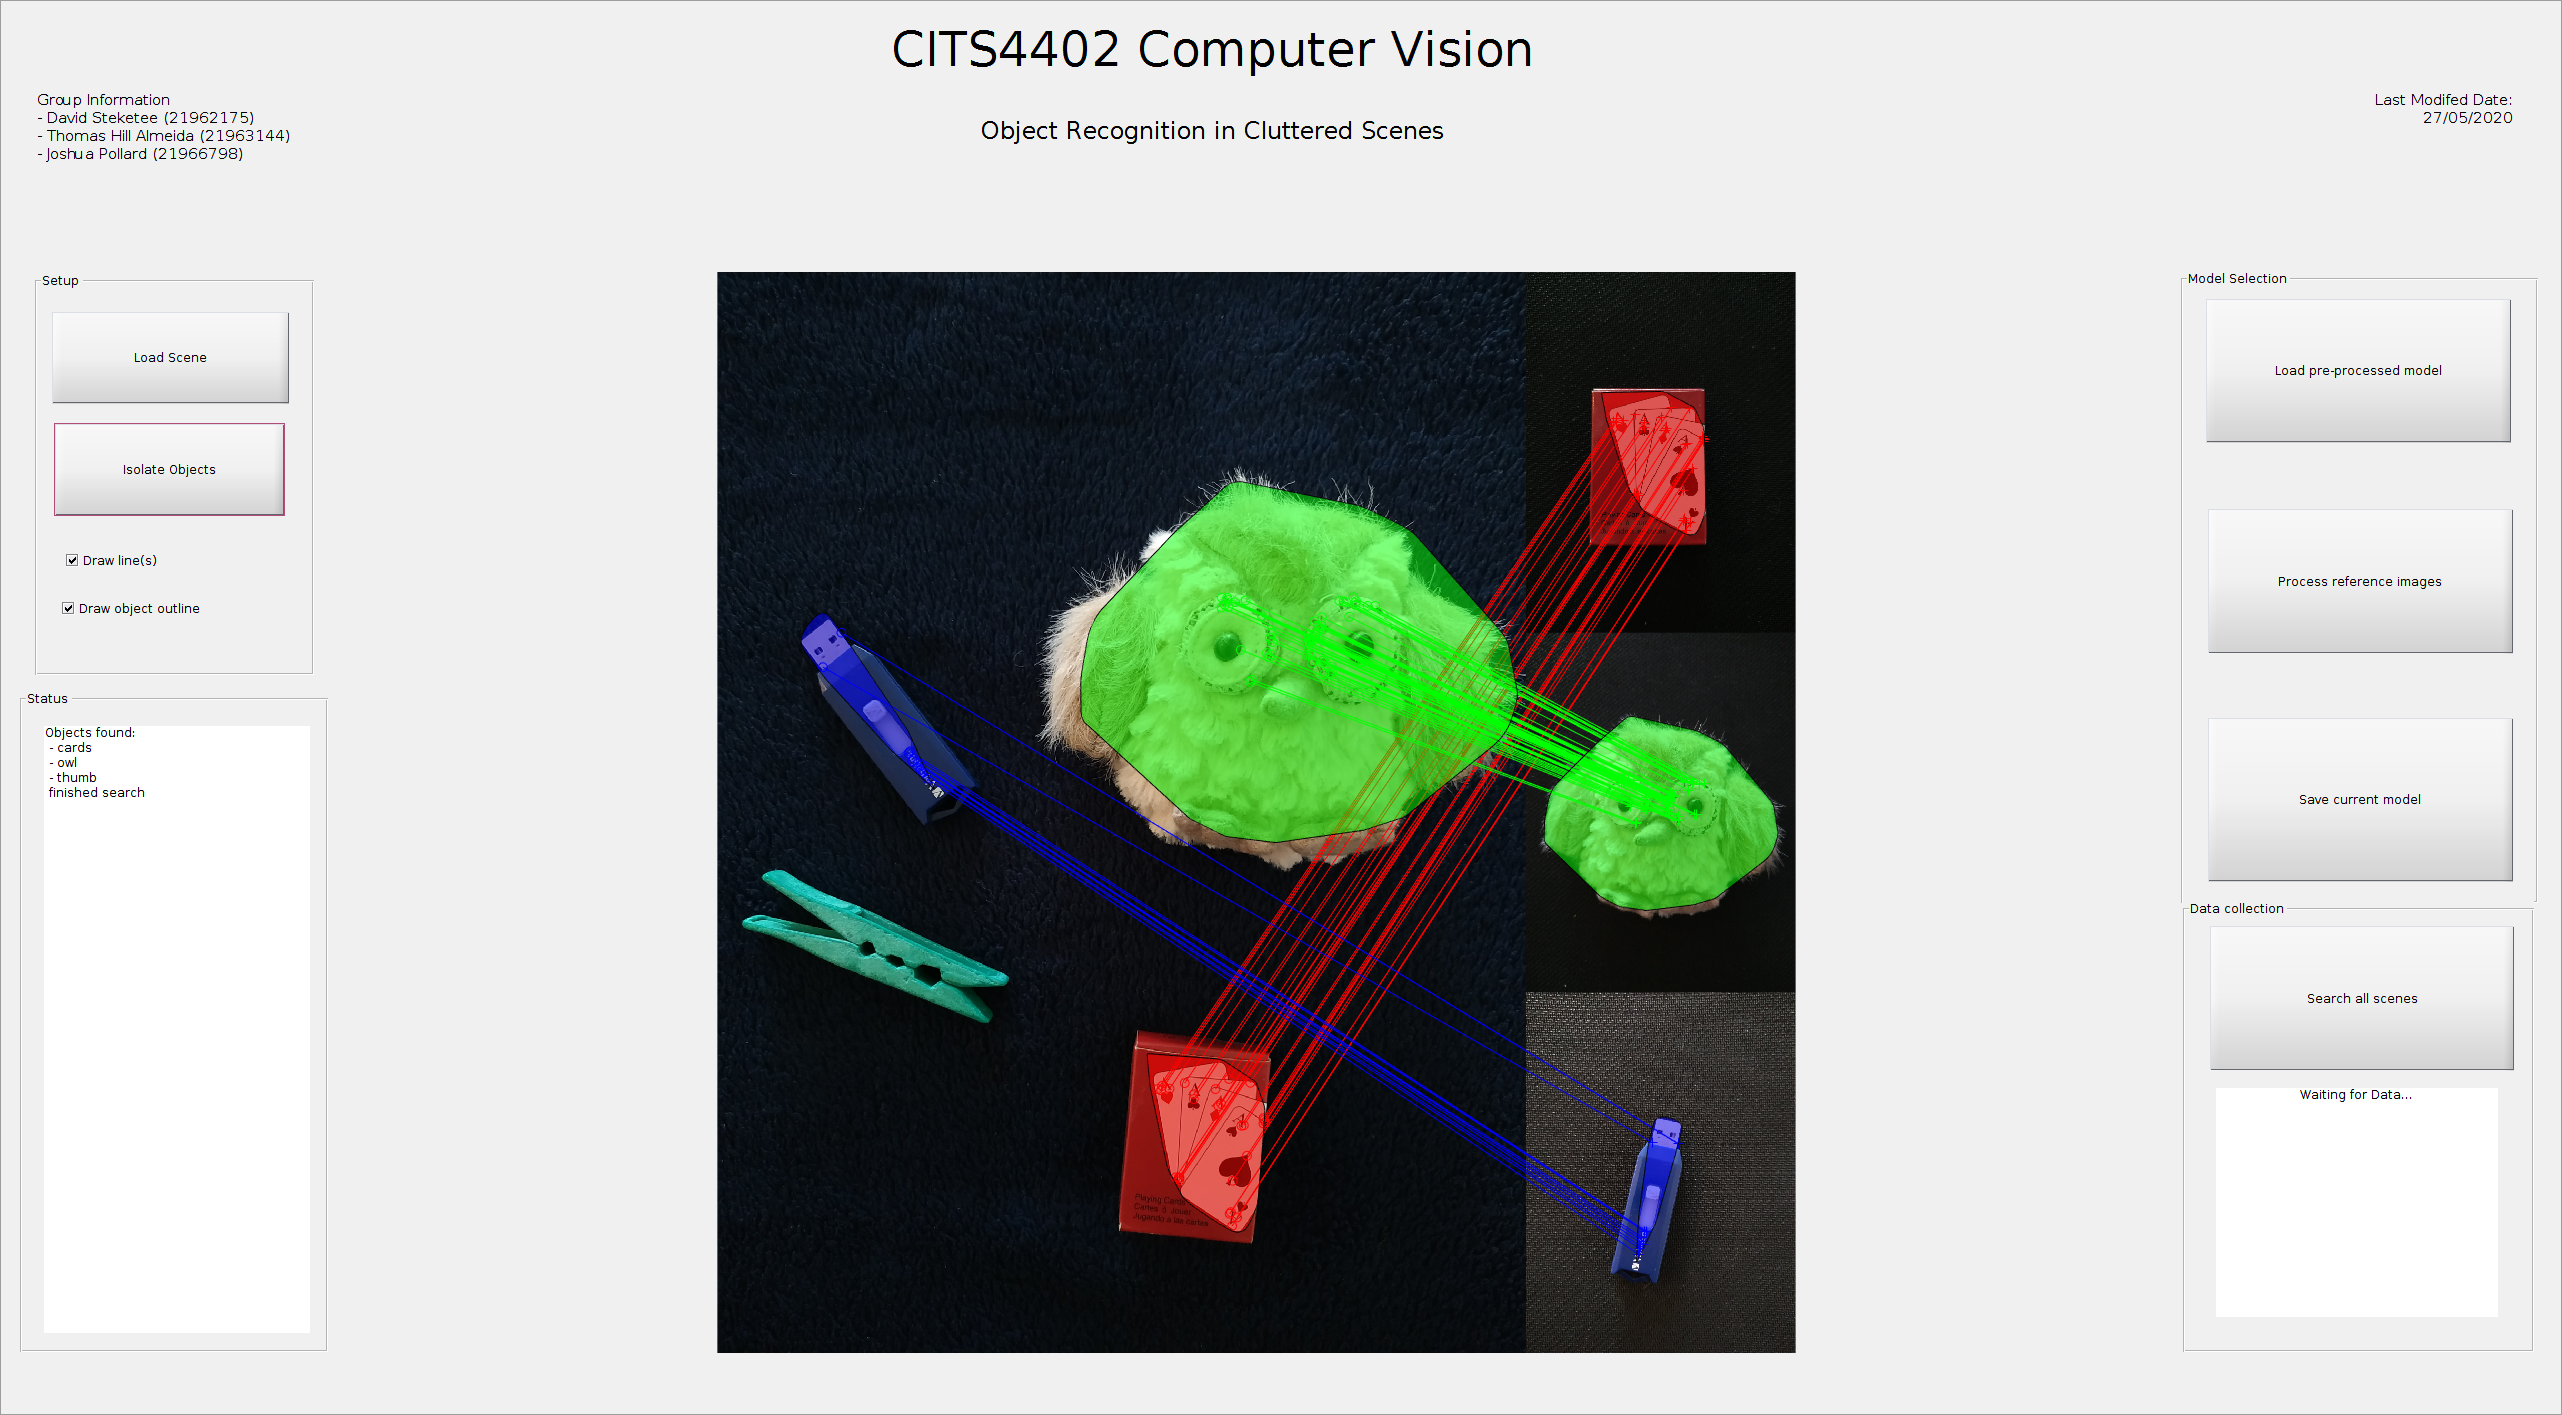 CITS4402 Computer Vision
Group Information
- David Steketee (21962175)
- Thomas Hill Almeida (21963144)
- Joshua Pollard (21966798)
Last Modifed Date:
27/05/2020
Object Recognition in Cluttered Scenes
Setup
Load Scene
Isolate Objects
Draw line(s)
Draw object outline
Status
Objects found:
- cards
- owl
- thumb
finished search
Playing Cards
Cartes à Jouer
Jugando a las cartes
Model Selection
Load pre-processed model
Process reference images
Save current model
Data collection
Search all scenes
Waiting for Data...